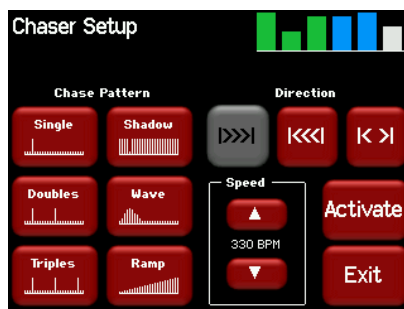 Chaser Setup
Chase Pattern
Direction
Single
Shadow
|>>>|
|<<<|
|< >|
Doubles
Wave
Speed
330 BPM
Activate
Triples
Ramp
Exit